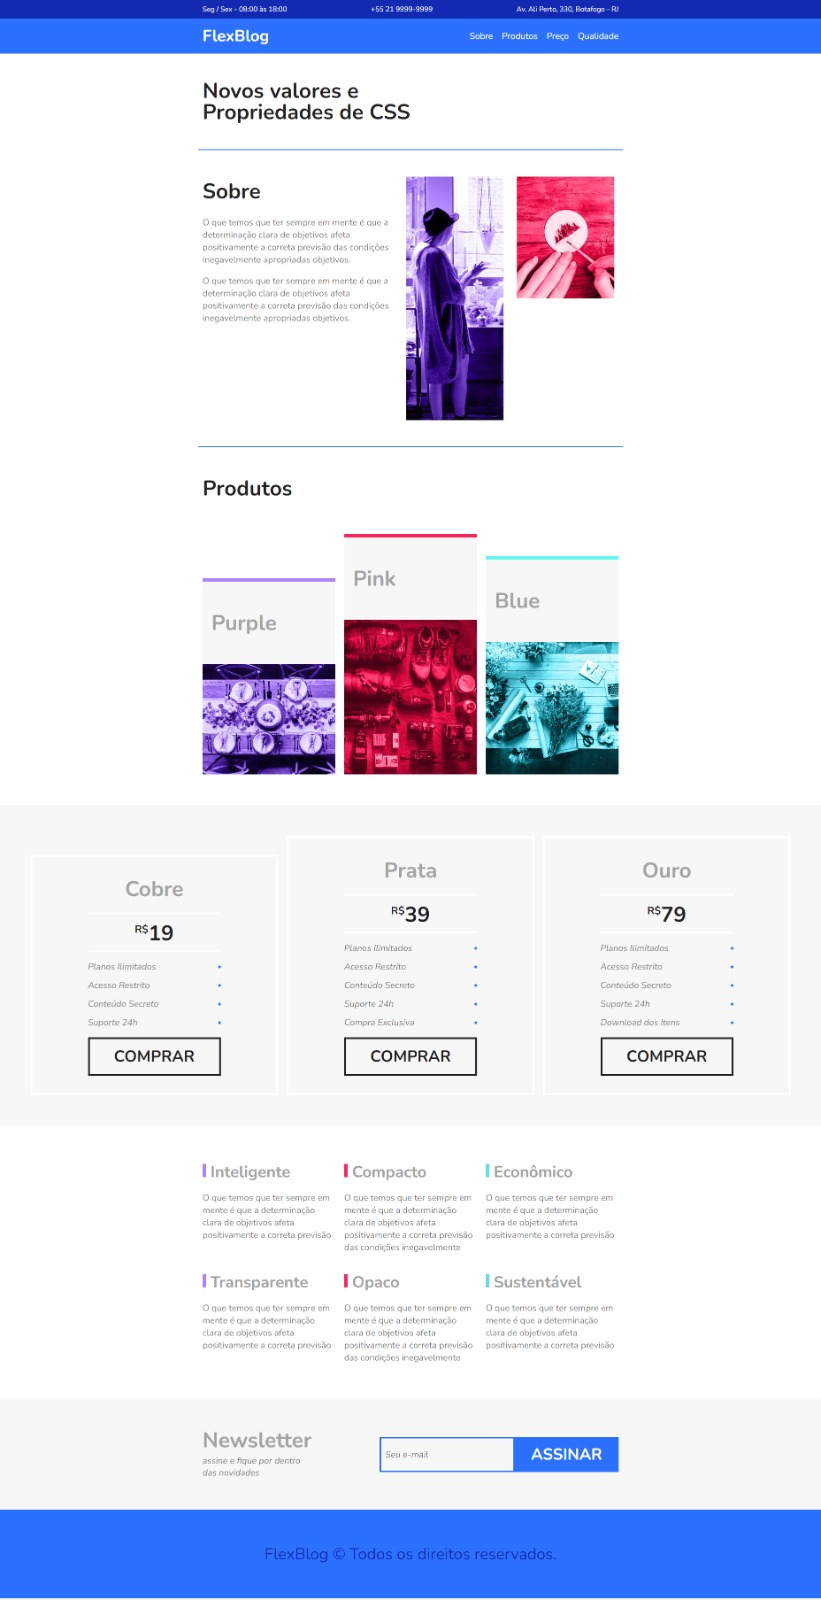 Seg / Sex - 08:00 às 18:00
+55 21 9999-9999
Av. Ali Perto, 330, Botafogo - RJ
FlexBlog
Sobre Produtos Preço Qualidade
Novos valores e
Propriedades de CSS
Sobre
O que temos que ter sempre em mente é que a
determinação clara de objetivos afeta
positivamente a correta previsão das condições
inegavelmente apropriadas objetivos.
O que temos que ter sempre em mente é que a
determinação clara de objetivos afeta
positivamente a correta previsão das condições
inegavelmente apropriadas objetivos.
Produtos
Purple
Pink
Blue
Cobre
R$19
Planos Ilimitados
Acesso Restrito
Conteúdo Secreto
Suporte 24h
COMPRAR
Prata
R$39
Planos Ilimitados
Acesso Restrito
Conteúdo Secreto
Suporte 24h
Compra Exclusiva
COMPRAR
Ouro
R$79
Planos Ilimitados
Acesso Restrito
Conteúdo Secreto
Suporte 24h
Download dos Itens
COMPRAR
Inteligente
O que temos que ter sempre em
mente é que a determinação
clara de objetivos afeta
positivamente a correta previsão
Compacto
O que temos que ter sempre em
mente é que a determinação
clara de objetivos afeta
positivamente a correta previsão
das condições inegavelmente
Econômico
O que temos que ter sempre em
mente é que a determinação
clara de objetivos afeta
positivamente a correta previsão
Transparente
O que temos que ter sempre em
mente é que a determinação
clara de objetivos afeta
positivamente a correta previsão
Opaco
O que temos que ter sempre em
mente é que a determinação
clara de objetivos afeta
positivamente a correta previsão
das condições inegavelmente
Sustentável
O que temos que ter sempre em
mente é que a determinação
clara de objetivos afeta
positivamente a correta previsão
Newsletter
assine e fique por dentro
das novidades
Seu e-mail
ASSINAR
FlexBlog © Todos os direitos reservados.